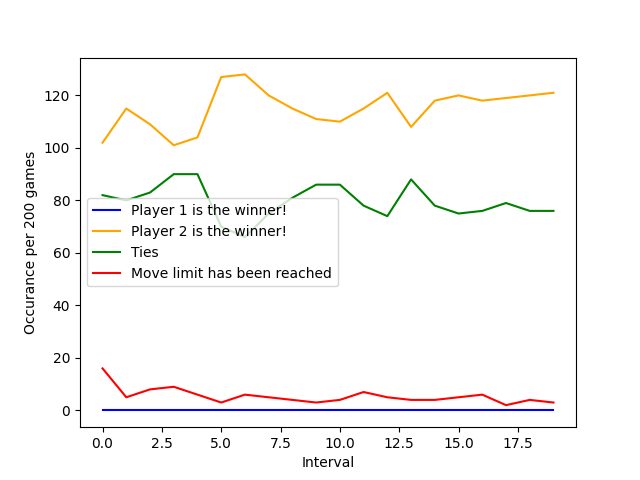 120
100
80
60
40
20
0
Occurance per 200 games
Player 1 is the winner!
Player 2 is the winner!
Ties
Move limit has been reached
0.0 2.5 5.0 7.5 10.0 12.5 15.0 17.5
Interval